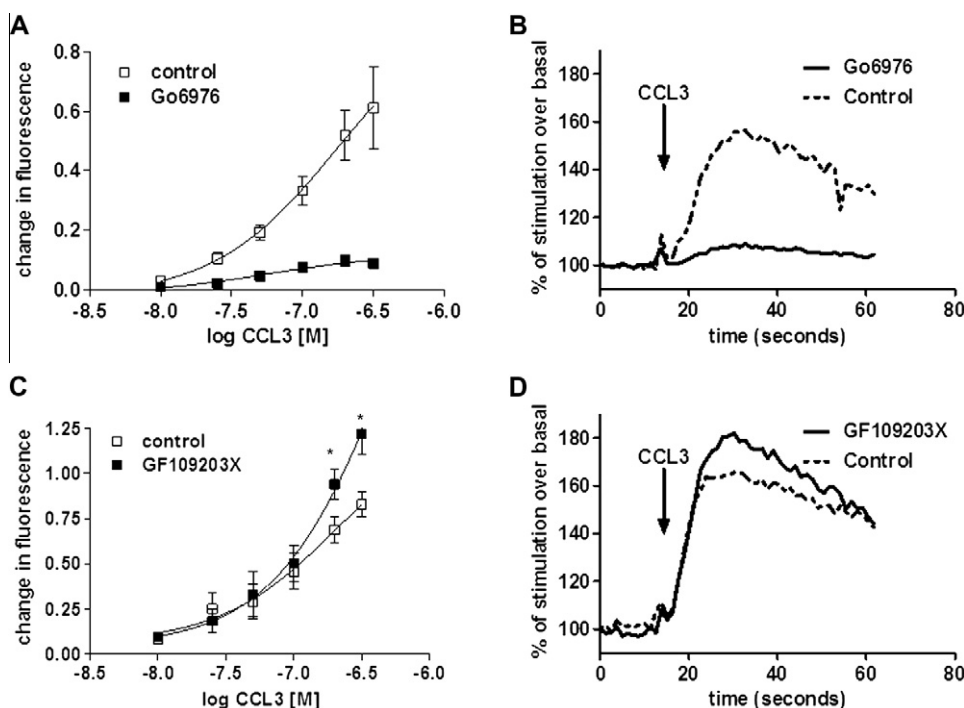 A
change in fluorescence
0.8
0.6
0.4
0.2
0.0
control
Go6976
-8.5 -8.0 -7.5 -7.0 -6.5 -6.0
log CCL3 [M]
B
% of stimulation over basal
180
160
140
120
100
CCL3
Go6976
Control
0 20 40 60 80
time (seconds)
C
change in fluorescence
1.25
1.00
0.75
0.50
0.25
0.00
control
GF109203X
* *
-8.5 -8.0 -7.5 -7.0 -6.5 -6.0
log CCL3 [M]
D
% of stimulation over basal
180
160
140
120
100
CCL3
GF109203X
Control
0 20 40 60 80
time (seconds)